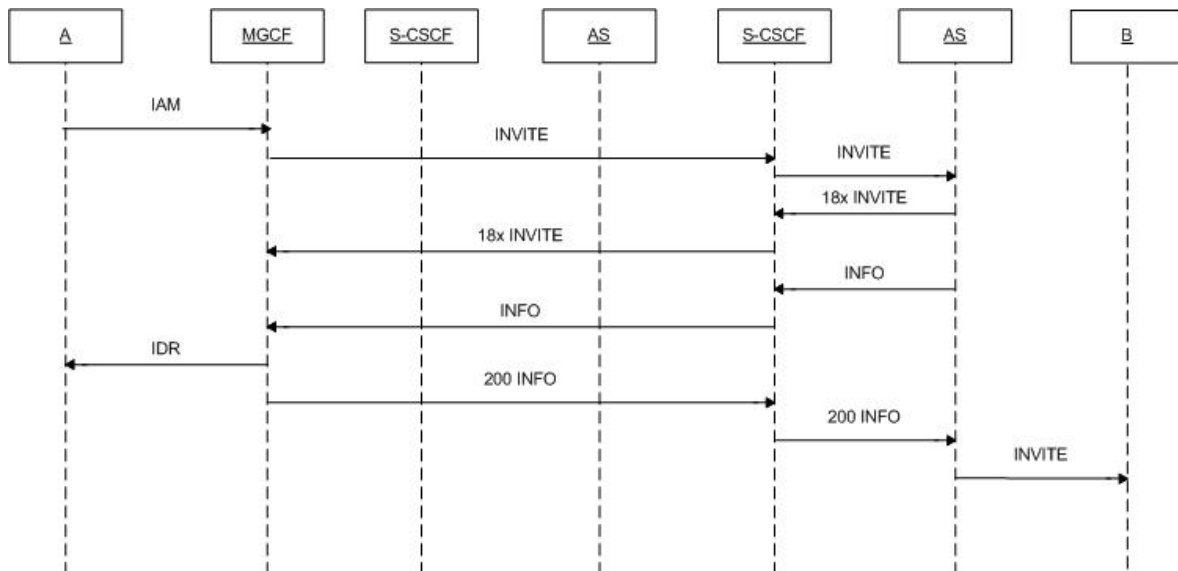 A MGCF S-CSCF AS S-CSCF AS B
IAM
INVITE
INVITE
18x INVITE
18x INVITE
INFO
INFO
IDR
200 INFO
200 INFO
INVITE